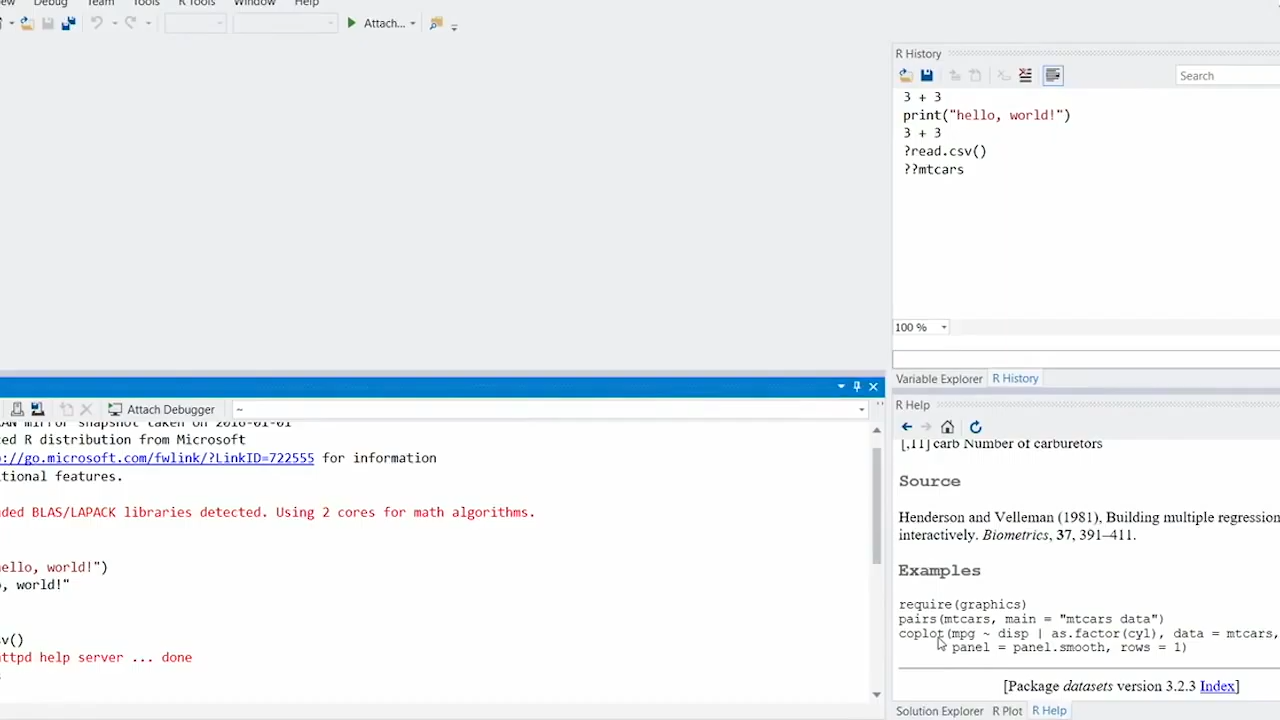 Debug Team Tools R Tools Window Help
Attach...
R History
Search
3 + 3
print("hello, world!")
3 + 3
?read.csv()
??mtcars
100 %
Variable Explorer R History
Attach Debugger ~
mirror snapshot taken on
R distribution from Microsoft
://go.microsoft.com/fwlink/?LinkID=722555 for information
tional features.
ded BLAS/LAPACK libraries detected. Using 2 cores for math algorithms.
ello, world!")
, world!"
v()
ttpd help server ... done
R Help
[,11] carb Number of carburetors
Source
Henderson and Velleman (1981), Building multiple regression
interactively. Biometrics, 37, 391–411.
Examples
require(graphics)
pairs(mtcars, main = "mtcars data")
coplot(mpg ~ disp | as.factor(cyl), data = mtcars,
panel = panel.smooth, rows = 1)
[Package datasets version 3.2.3 Index]
Solution Explorer R Plot R Help